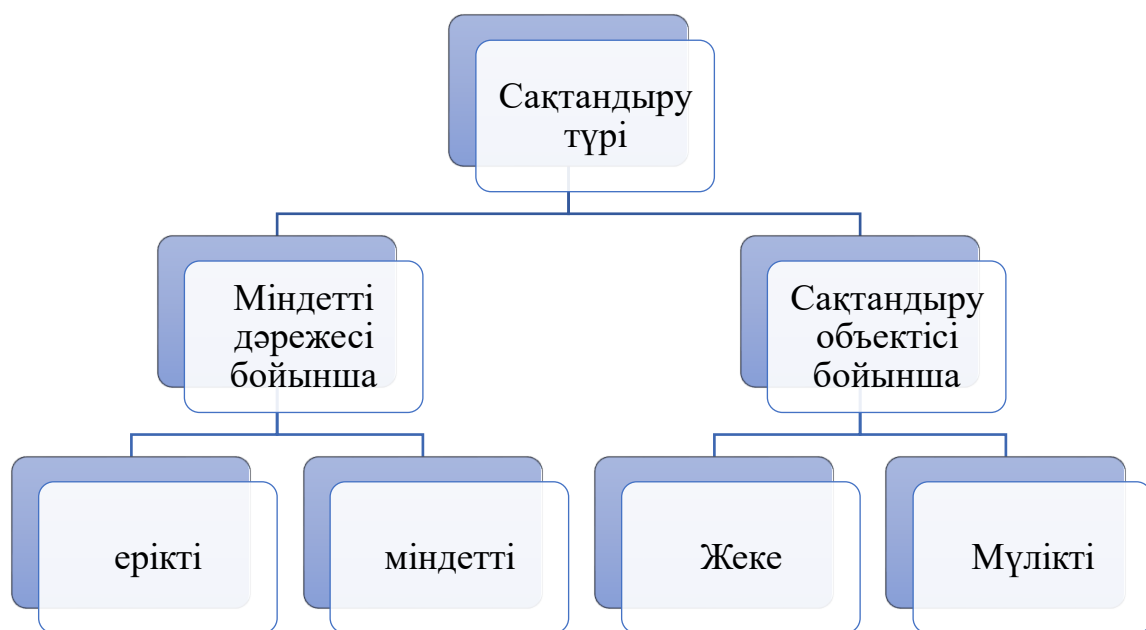 Сақтандыру
түрі
Міндетті
дәрежесі
бойынша
Сақтандыру
объектісі
бойынша
ерікті
міндетті
Жеке
Мүлікті